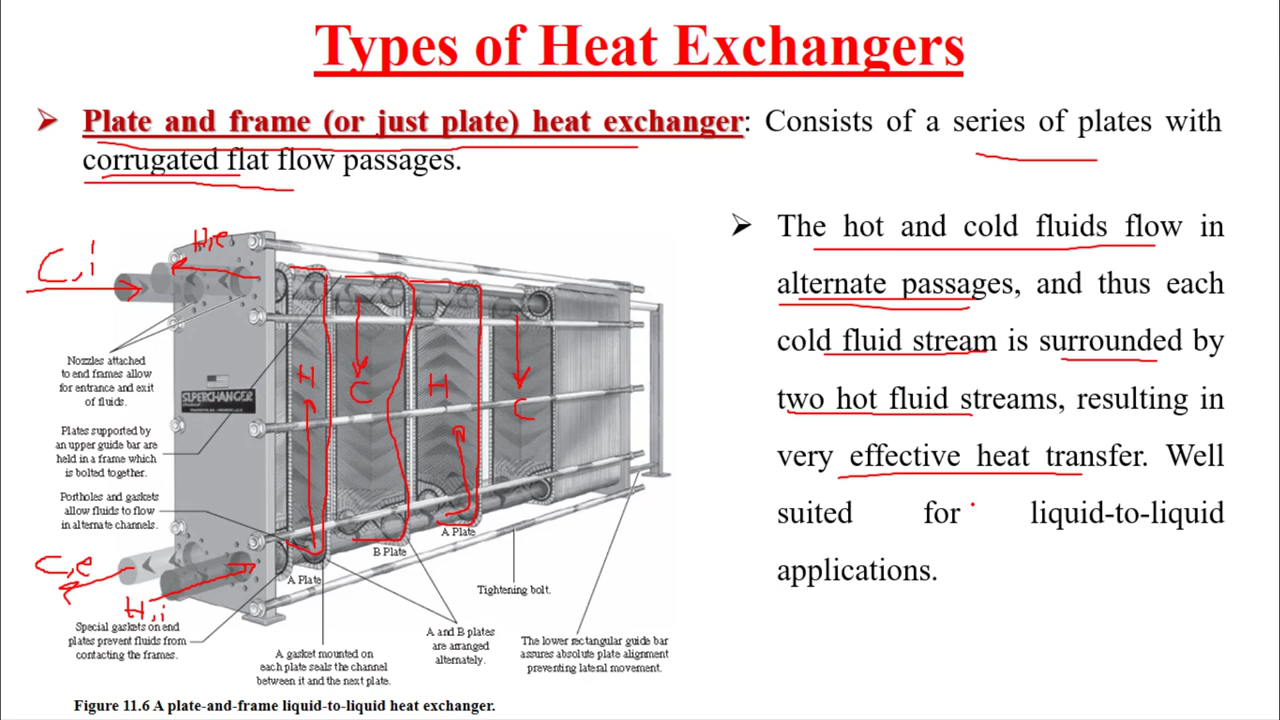 Types of Heat Exchangers
Plate and frame (or just plate) heat exchanger: Consists of a series of plates with
corrugated flat flow passages.
The hot and cold fluids flow in
alternate passages, and thus each
cold fluid stream is surrounded by
two hot fluid streams, resulting in
very effective heat transfer. Well
suited for liquid-to-liquid
applications.
C,i
H,e
Nozzles attached
to end frames allow
for entrance and exit
of fluids.
SUPERCHANGER
Plates supported by
an upper guide bar are
held in a frame which
is bolted together.
Portholes and gaskets
allow fluids to flow
in alternate channels.
H
C
H
C
C,e
H,i
A Plate
B Plate
A Plate
Tightening bolt.
Special gaskets on end
plates prevent fluids from
contacting the frames.
A gasket mounted on
each plate seals the channel
between it and the next plate.
A and B plates
are arranged
alternately.
The lower rectangular guide bar
assures absolute plate alignment
preventing lateral movement.
Figure 11.6 A plate-and-frame liquid-to-liquid heat exchanger.